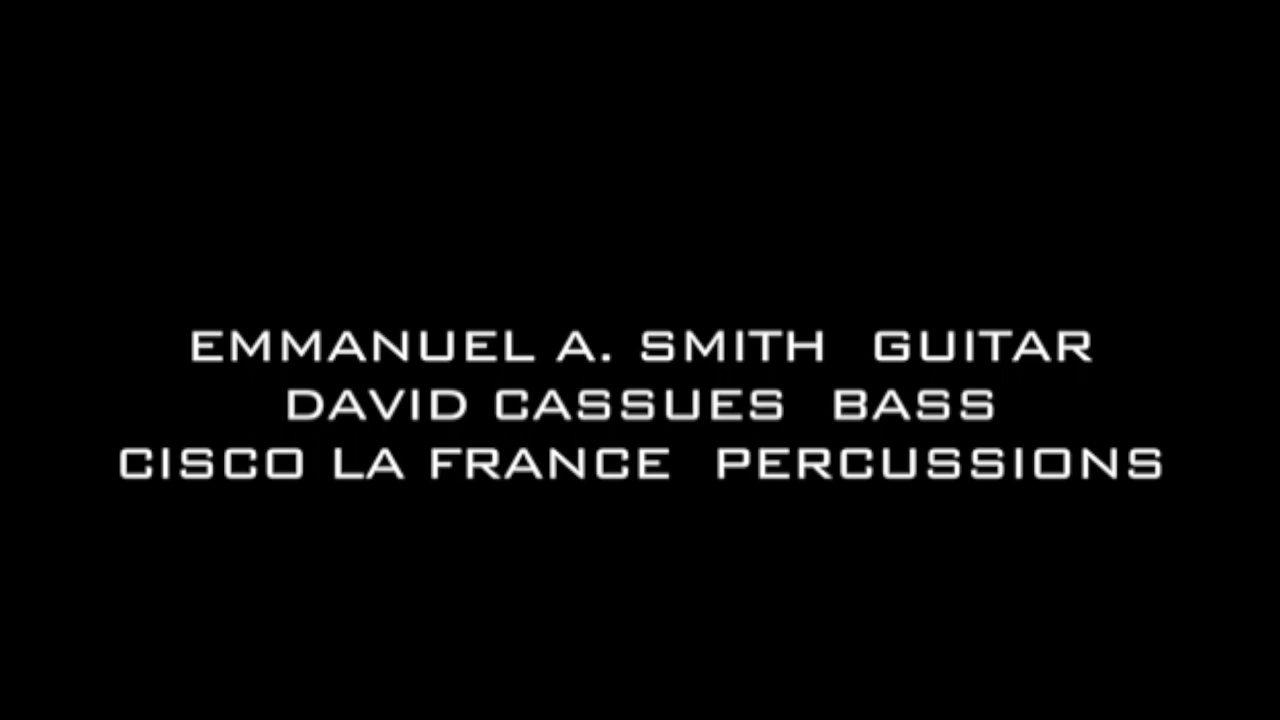 EMMANUEL A. SMITH  GUITAR
DAVID CASSUES  BASS
CISCO LA FRANCE  PERCUSSIONS